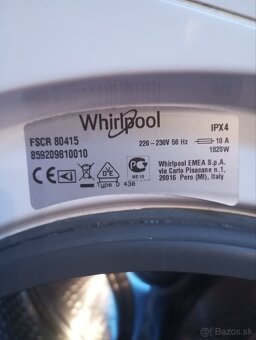 Whirlpool
IPX4
FSCR 80415
859209810010
220-230V 50 Hz
10 A
1820W
Type D 430
ME10
Whirlpool EMEA S.p.A.
via Carlo Pisacane n.1,
20016 Pero (MI), Italy
Bazos.sk